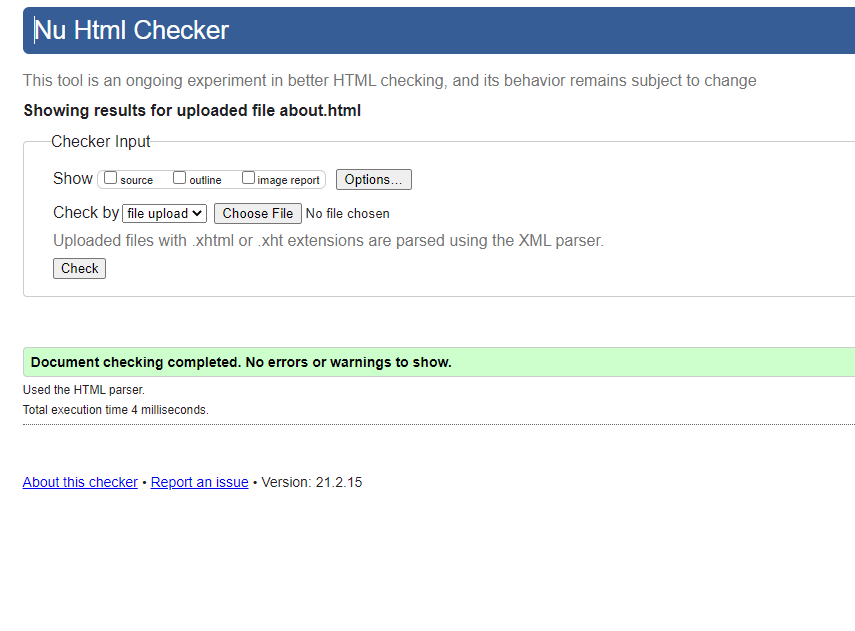 Nu Html Checker
This tool is an ongoing experiment in better HTML checking, and its behavior remains subject to change
Showing results for uploaded file about.html
Checker Input
Show source outline image report Options...
Check by file upload Choose File No file chosen
Uploaded files with .xhtml or .xht extensions are parsed using the XML parser.
Check
Document checking completed. No errors or warnings to show.
Used the HTML parser.
Total execution time 4 milliseconds.
About this checker • Report an issue • Version: 21.2.15